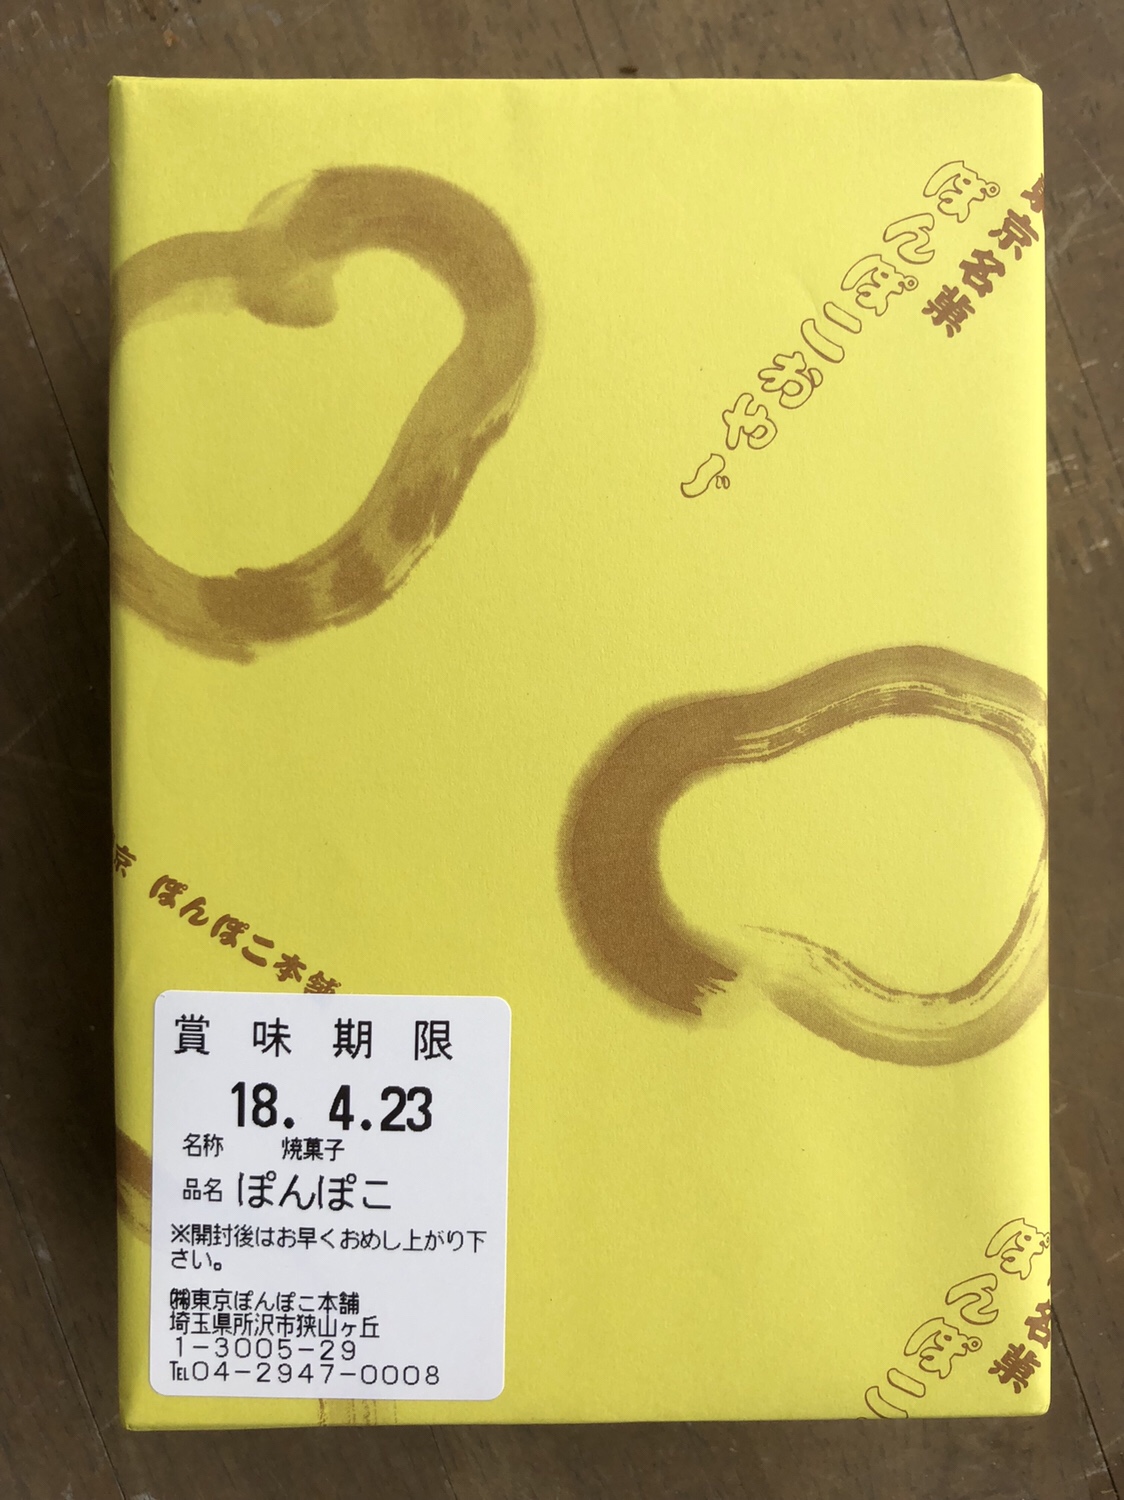 東京名菓
ぽんぽこおやじ
京 ぽんぽこ本舗
賞味期限
18. 4.23
名称 焼菓子
品名 ぽんぽこ
※開封後はお早くおめし上がり下
さい。
㈱東京ぽんぽこ本舗
埼玉県所沢市狭山ヶ丘
1-3005-29
℡04-2947-0008
名菓
ぽんぽこ